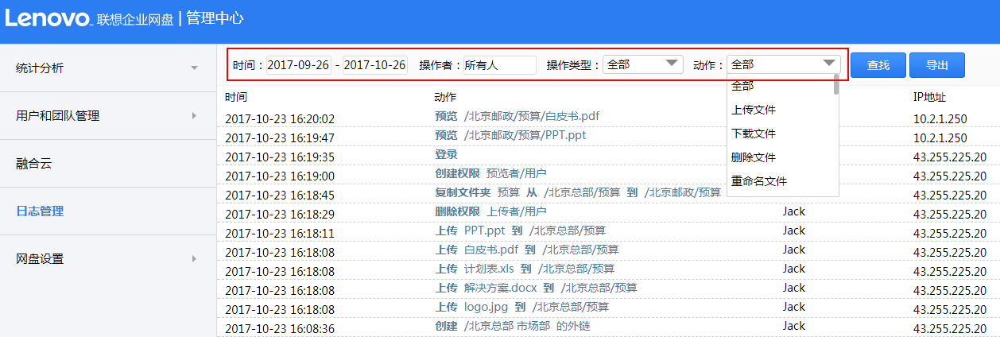 Lenovo™ 联想企业网盘 | 管理中心
统计分析
用户和团队管理
融合云
日志管理
网盘设置
时间：2017-09-26 - 2017-10-26 操作者：所有人 操作类型：全部 动作：全部 查找 导出
全部
上传文件
下载文件
删除文件
重命名文件
时间 动作 IP地址
2017-10-23 16:20:02 预览 /北京邮政/预算/白皮书.pdf 10.2.1.250
2017-10-23 16:19:47 预览 /北京邮政/预算/PPT.ppt 10.2.1.250
2017-10-23 16:19:35 登录 43.255.225.20
2017-10-23 16:19:00 创建权限 预览者/用户 43.255.225.20
2017-10-23 16:18:45 复制文件夹 预算 从 /北京总部/预算 到 /北京邮政/预算 43.255.225.20
2017-10-23 16:18:29 删除权限 上传者/用户 Jack 43.255.225.20
2017-10-23 16:18:11 上传 PPT.ppt 到 /北京总部/预算 Jack 43.255.225.20
2017-10-23 16:18:08 上传 白皮书.pdf 到 /北京总部/预算 Jack 43.255.225.20
2017-10-23 16:18:08 上传 计划表.xls 到 /北京总部/预算 Jack 43.255.225.20
2017-10-23 16:18:08 上传 解决方案.docx 到 /北京总部/预算 Jack 43.255.225.20
2017-10-23 16:18:08 上传 logo.jpg 到 /北京总部/预算 Jack 43.255.225.20
2017-10-23 16:08:36 创建 /北京总部 市场部 的外链 Jack 43.255.225.20